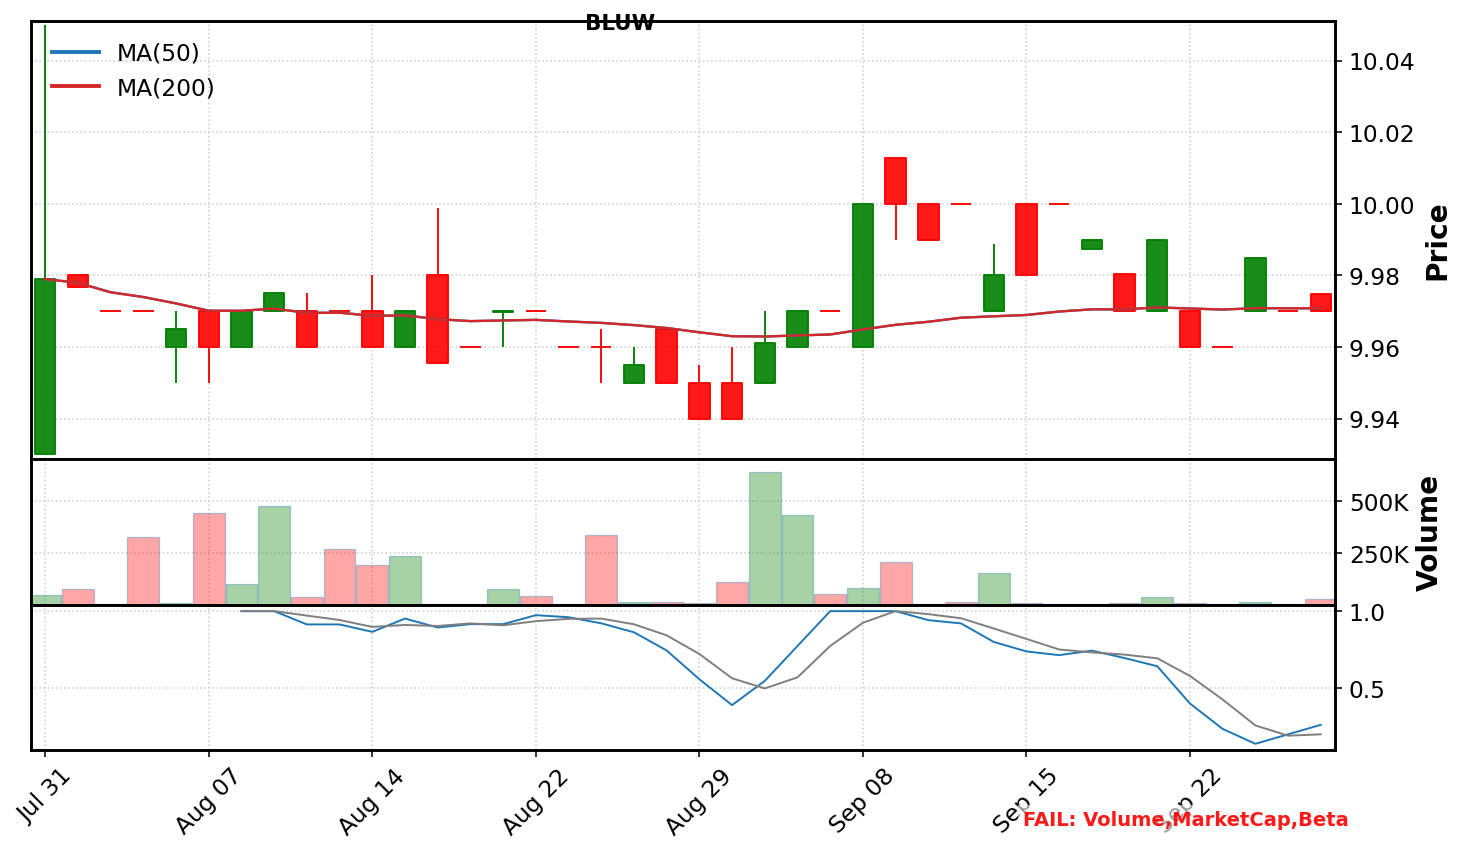 BLUW
MA(50)
MA(200)
10.04
10.02
10.00
9.98
9.96
9.94
Price
500K
250K
Volume
1.0
0.5
Jul 31
Aug 07
Aug 14
Aug 22
Aug 29
Sep 08
Sep 15
Sep 22
FAIL: Volume,MarketCap,Beta